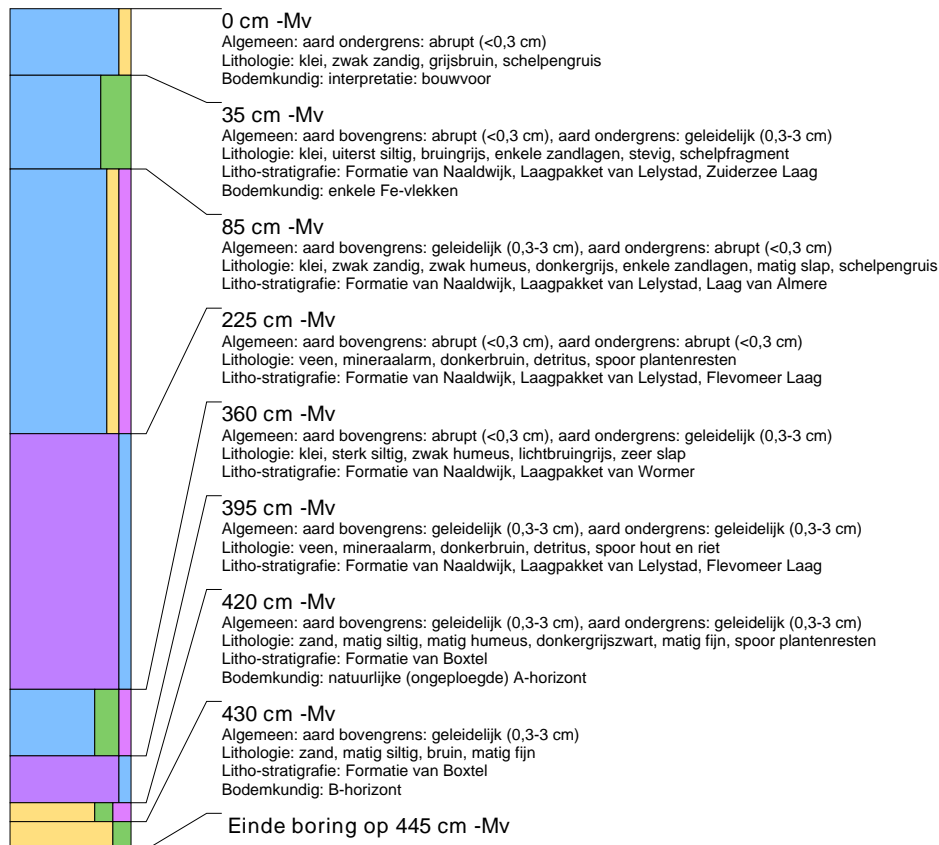 0 cm -Mv
Algemeen: aard ondergrens: abrupt (<0,3 cm)
Lithologie: klei, zwak zandig, grijsbruin, schelpengruis
Bodemkundig: interpretatie: bouwvoor
35 cm -Mv
Algemeen: aard bovengrens: abrupt (<0,3 cm), aard ondergrens: geleidelijk (0,3-3 cm)
Lithologie: klei, uiterst siltig, bruingrijs, enkele zandlagen, stevig, schelpfragment
Litho-stratigrafie: Formatie van Naaldwijk, Laagpakket van Lelystad, Zuiderzee Laag
Bodemkundig: enkele Fe-vlekken
85 cm -Mv
Algemeen: aard bovengrens: geleidelijk (0,3-3 cm), aard ondergrens: abrupt (<0,3 cm)
Lithologie: klei, zwak zandig, zwak humeus, donkergrijs, enkele zandlagen, matig slap, schelpengruis
Litho-stratigrafie: Formatie van Naaldwijk, Laagpakket van Lelystad, Laag van Almere
225 cm -Mv
Algemeen: aard bovengrens: abrupt (<0,3 cm), aard ondergrens: abrupt (<0,3 cm)
Lithologie: veen, mineraalarm, donkerbruin, detritus, spoor plantenresten
Litho-stratigrafie: Formatie van Naaldwijk, Laagpakket van Lelystad, Flevomeer Laag
360 cm -Mv
Algemeen: aard bovengrens: abrupt (<0,3 cm), aard ondergrens: geleidelijk (0,3-3 cm)
Lithologie: klei, sterk siltig, zwak humeus, lichtbruingrijs, zeer slap
Litho-stratigrafie: Formatie van Naaldwijk, Laagpakket van Wormer
395 cm -Mv
Algemeen: aard bovengrens: geleidelijk (0,3-3 cm), aard ondergrens: geleidelijk (0,3-3 cm)
Lithologie: veen, mineraalarm, donkerbruin, detritus, spoor hout en riet
Litho-stratigrafie: Formatie van Naaldwijk, Laagpakket van Lelystad, Flevomeer Laag
420 cm -Mv
Algemeen: aard bovengrens: geleidelijk (0,3-3 cm), aard ondergrens: geleidelijk (0,3-3 cm)
Lithologie: zand, matig siltig, matig humeus, donkergrijszwart, matig fijn, spoor plantenresten
Litho-stratigrafie: Formatie van Boxtel
Bodemkundig: natuurlijke (ongeploegde) A-horizont
430 cm -Mv
Algemeen: aard bovengrens: geleidelijk (0,3-3 cm)
Lithologie: zand, matig siltig, bruin, matig fijn
Litho-stratigrafie: Formatie van Boxtel
Bodemkundig: B-horizont
Einde boring op 445 cm -Mv